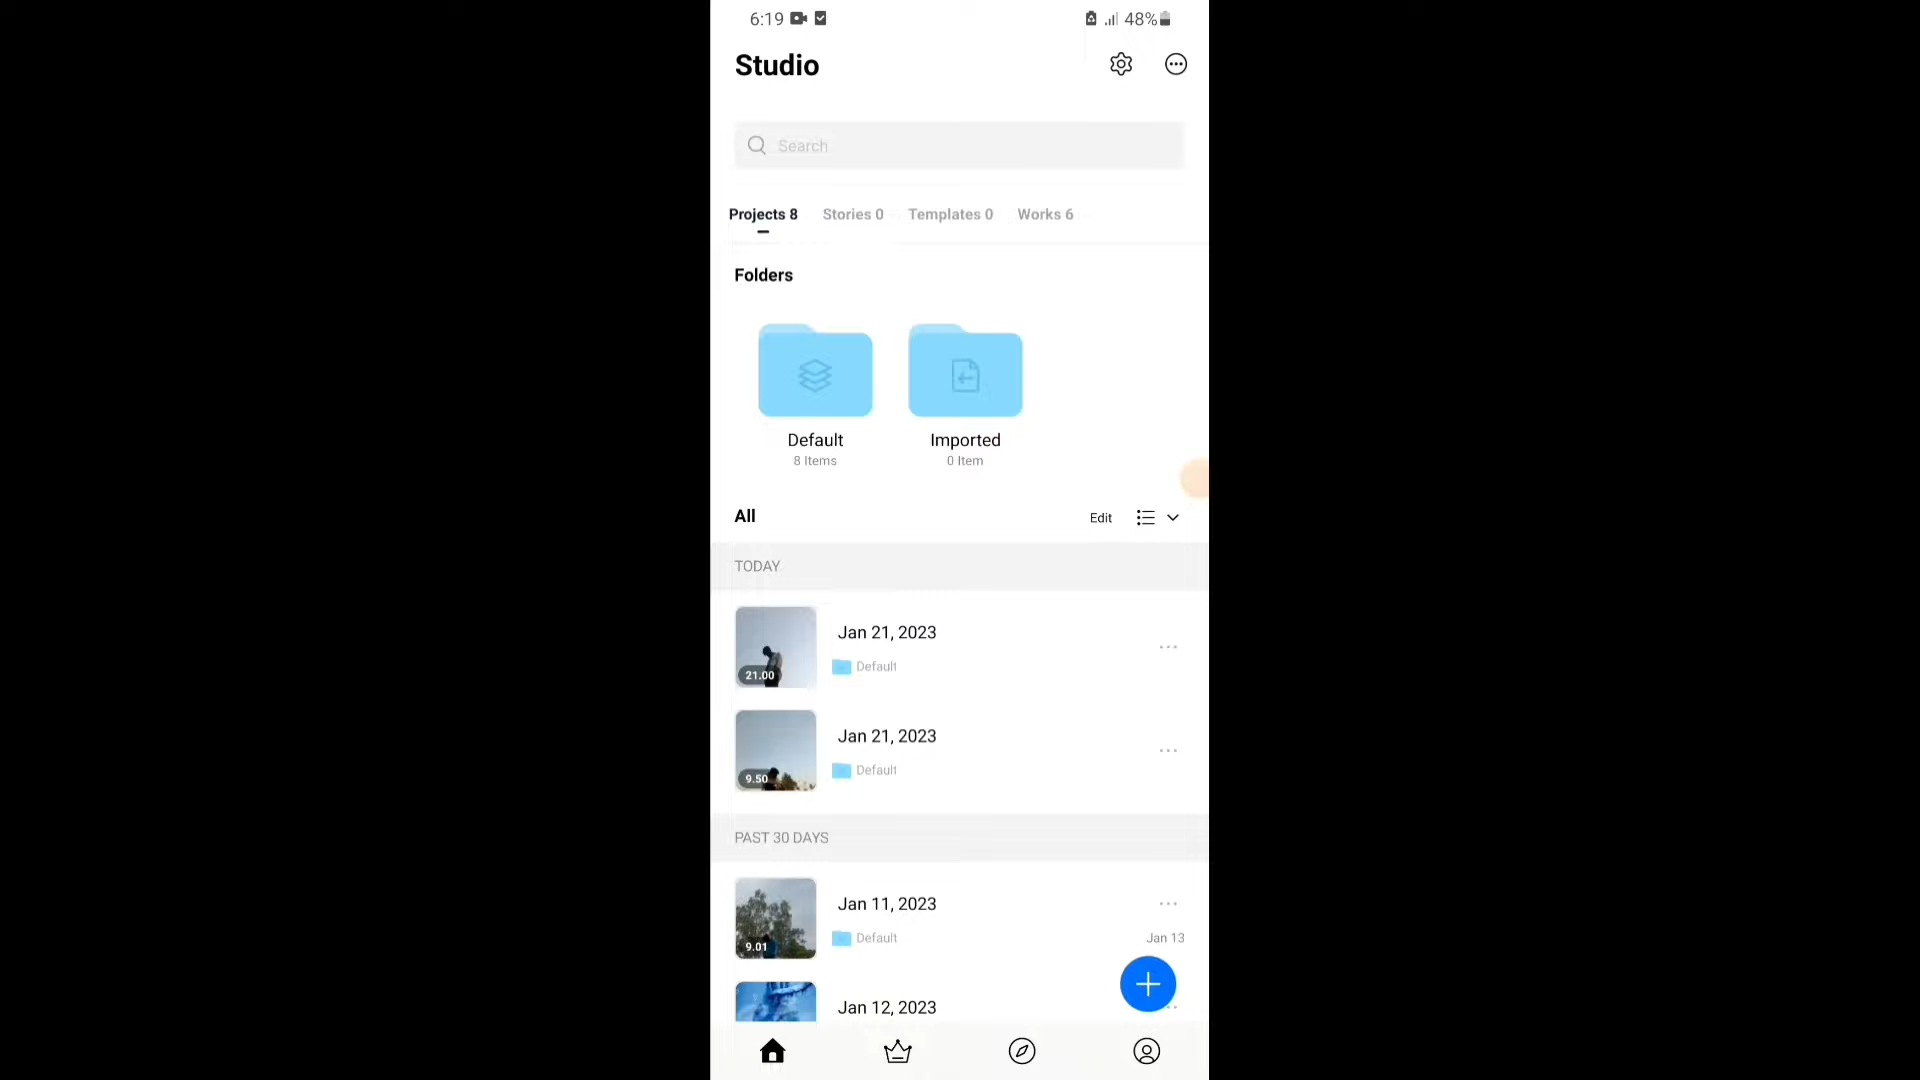 6:19
48%
Studio
Search
Projects 8
Stories 0
Templates 0
Works 6
Folders
Default
8 Items
Imported
0 Item
All
Edit
TODAY
21.00
Jan 21, 2023
Default
9.50
Jan 21, 2023
Default
PAST 30 DAYS
9.01
Jan 11, 2023
Default
Jan 13
Jan 12, 2023